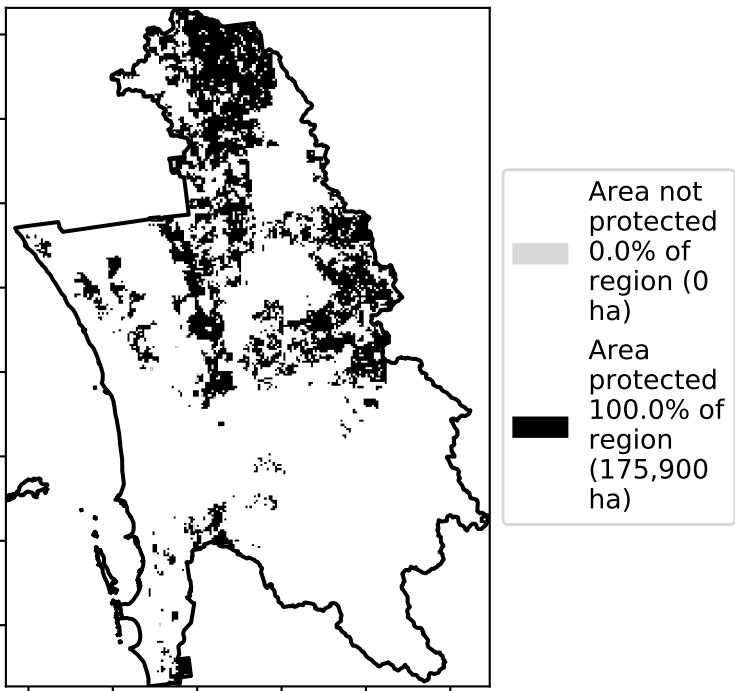 Area not
protected
0.0% of
region (0
ha)
Area
protected
100.0% of
region
(175,900
ha)